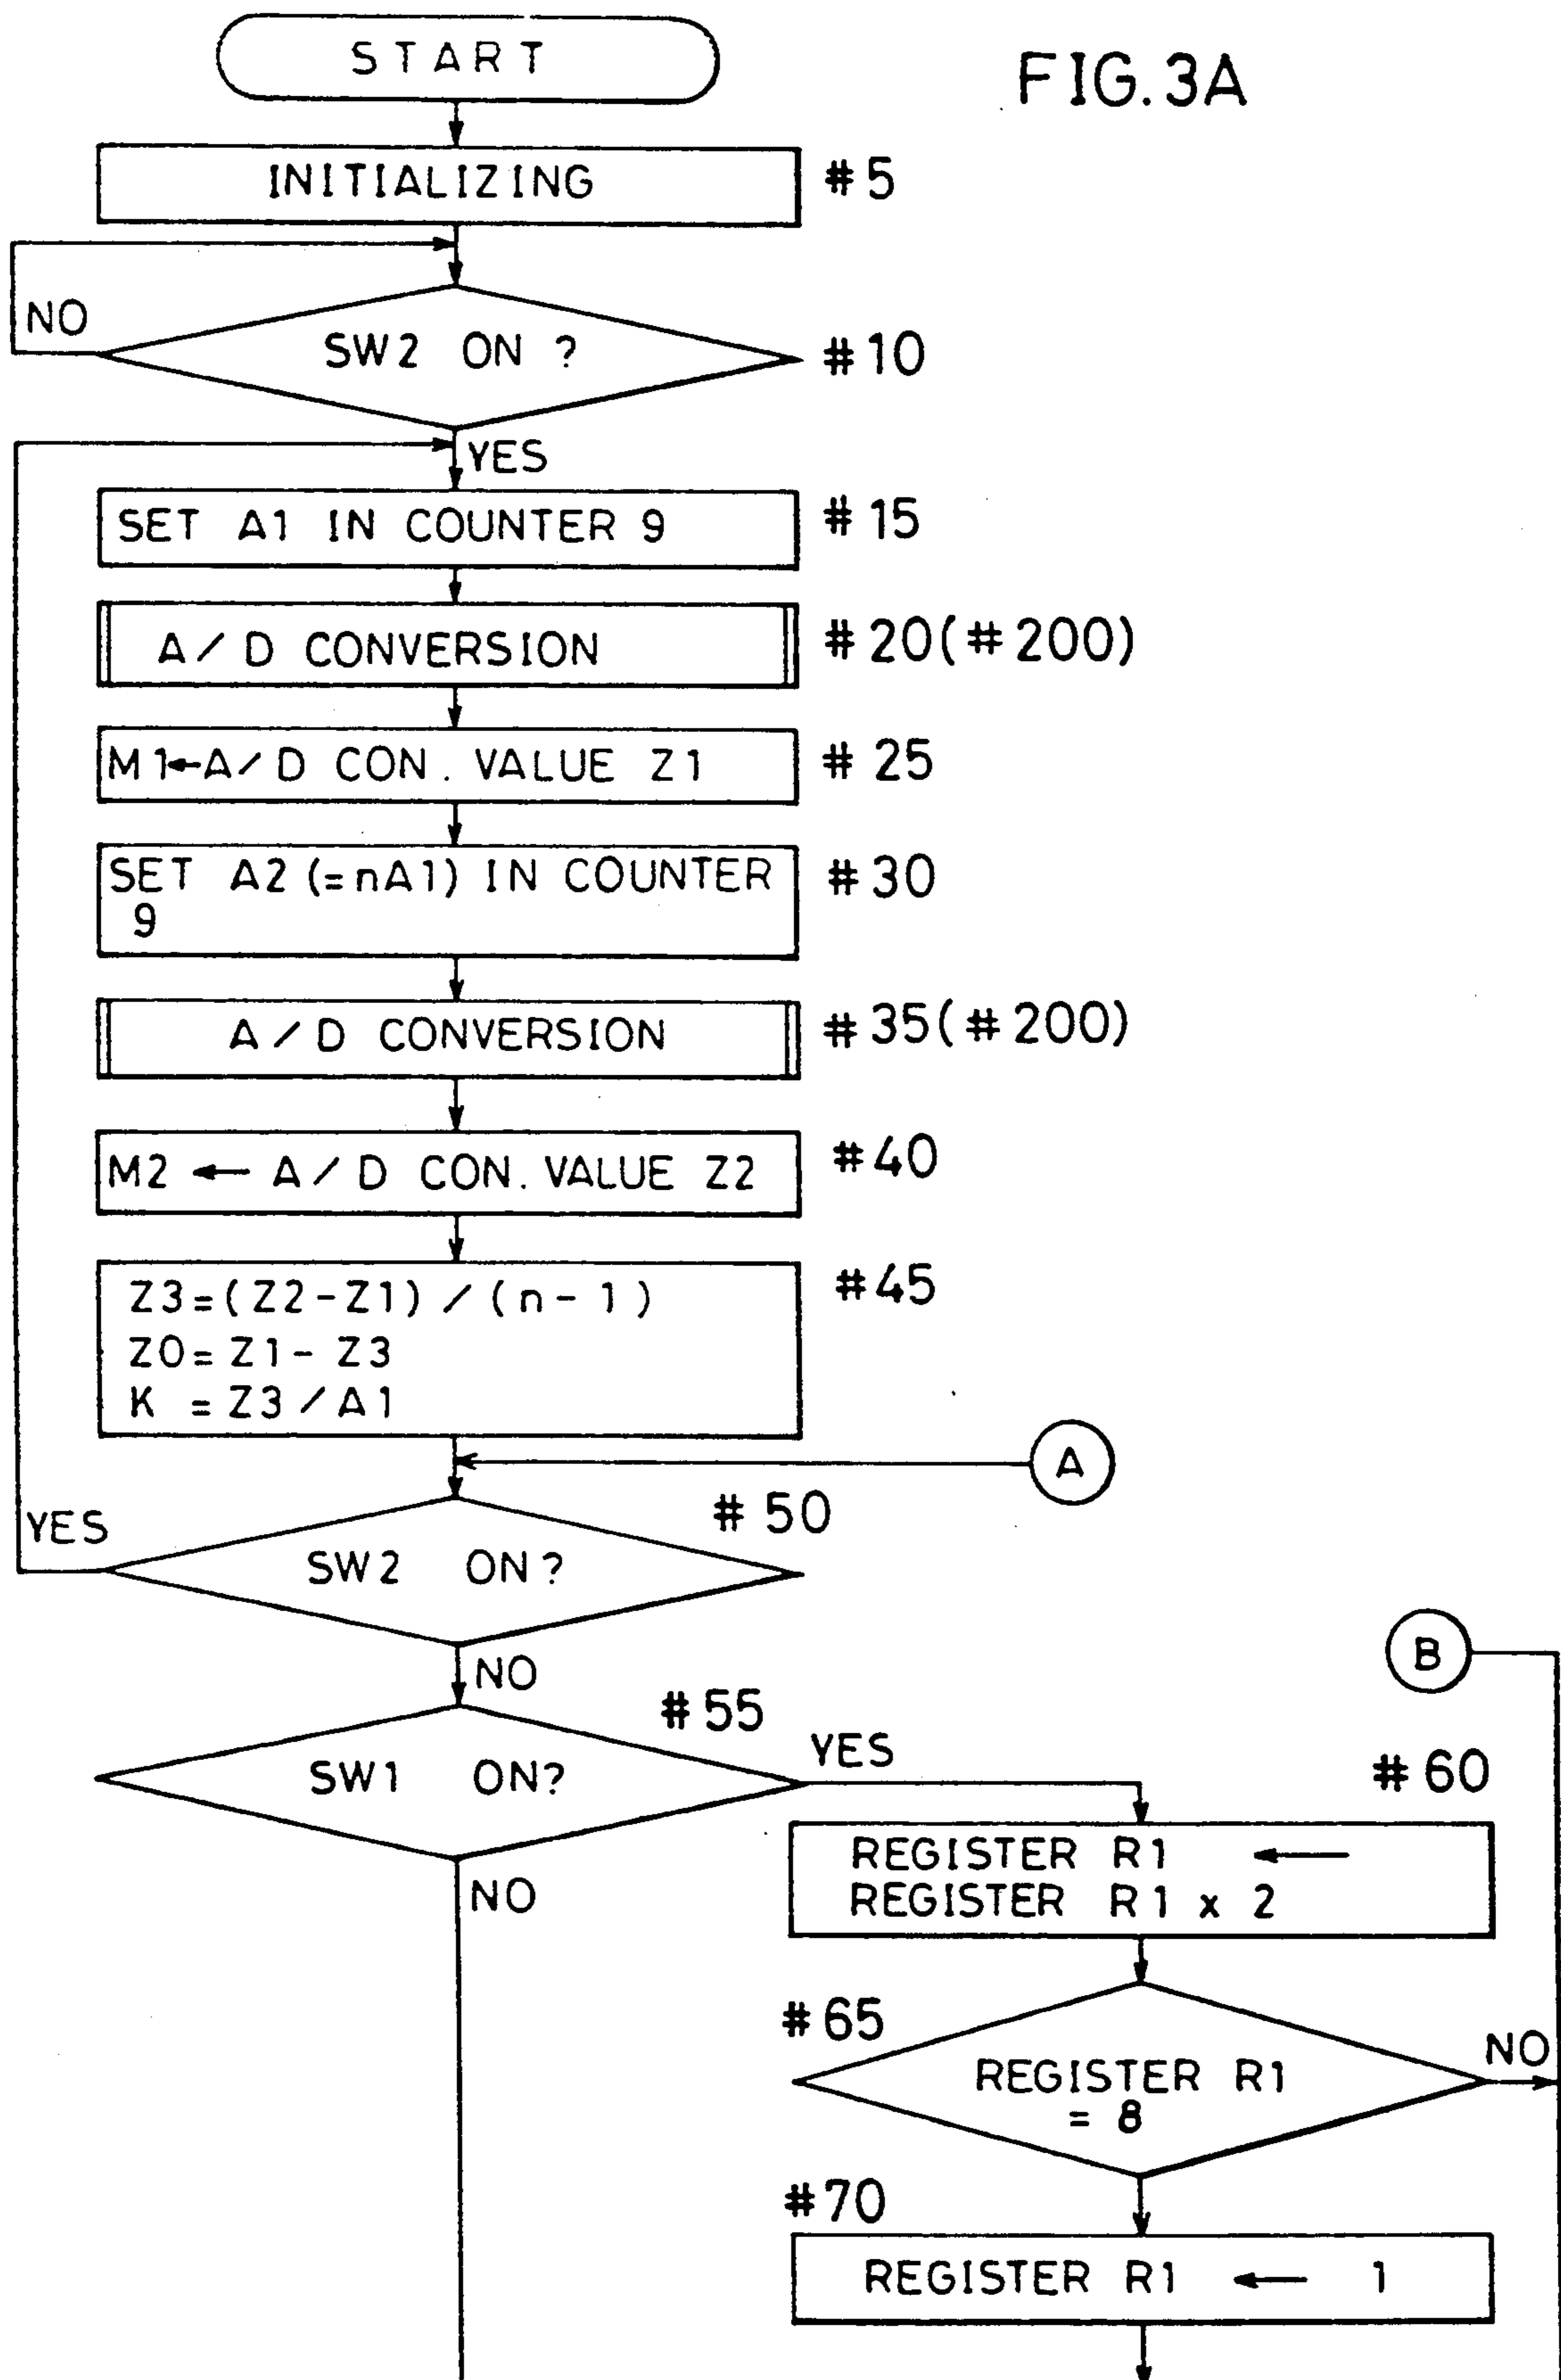 START
FIG.3A
INITIALIZING
#5
NO
SW2 ON ?
#10
YES
SET A1 IN COUNTER 9
#15
A/D CONVERSION
#20(#200)
M1←A/D CON. VALUE Z1
#25
SET A2 (=nA1) IN COUNTER
9
#30
A/D CONVERSION
#35(#200)
M2 ← A/D CON. VALUE Z2
#40
Z3=(Z2-Z1)/(n-1)
Z0=Z1-Z3
K =Z3/A1
#45
A
YES
SW2 ON?
#50
NO
B
SW1 ON?
#55
YES
NO
#60
REGISTER R1 ←
REGISTER R1 x 2
#65
REGISTER R1
= 8
NO
#70
REGISTER R1 ← 1